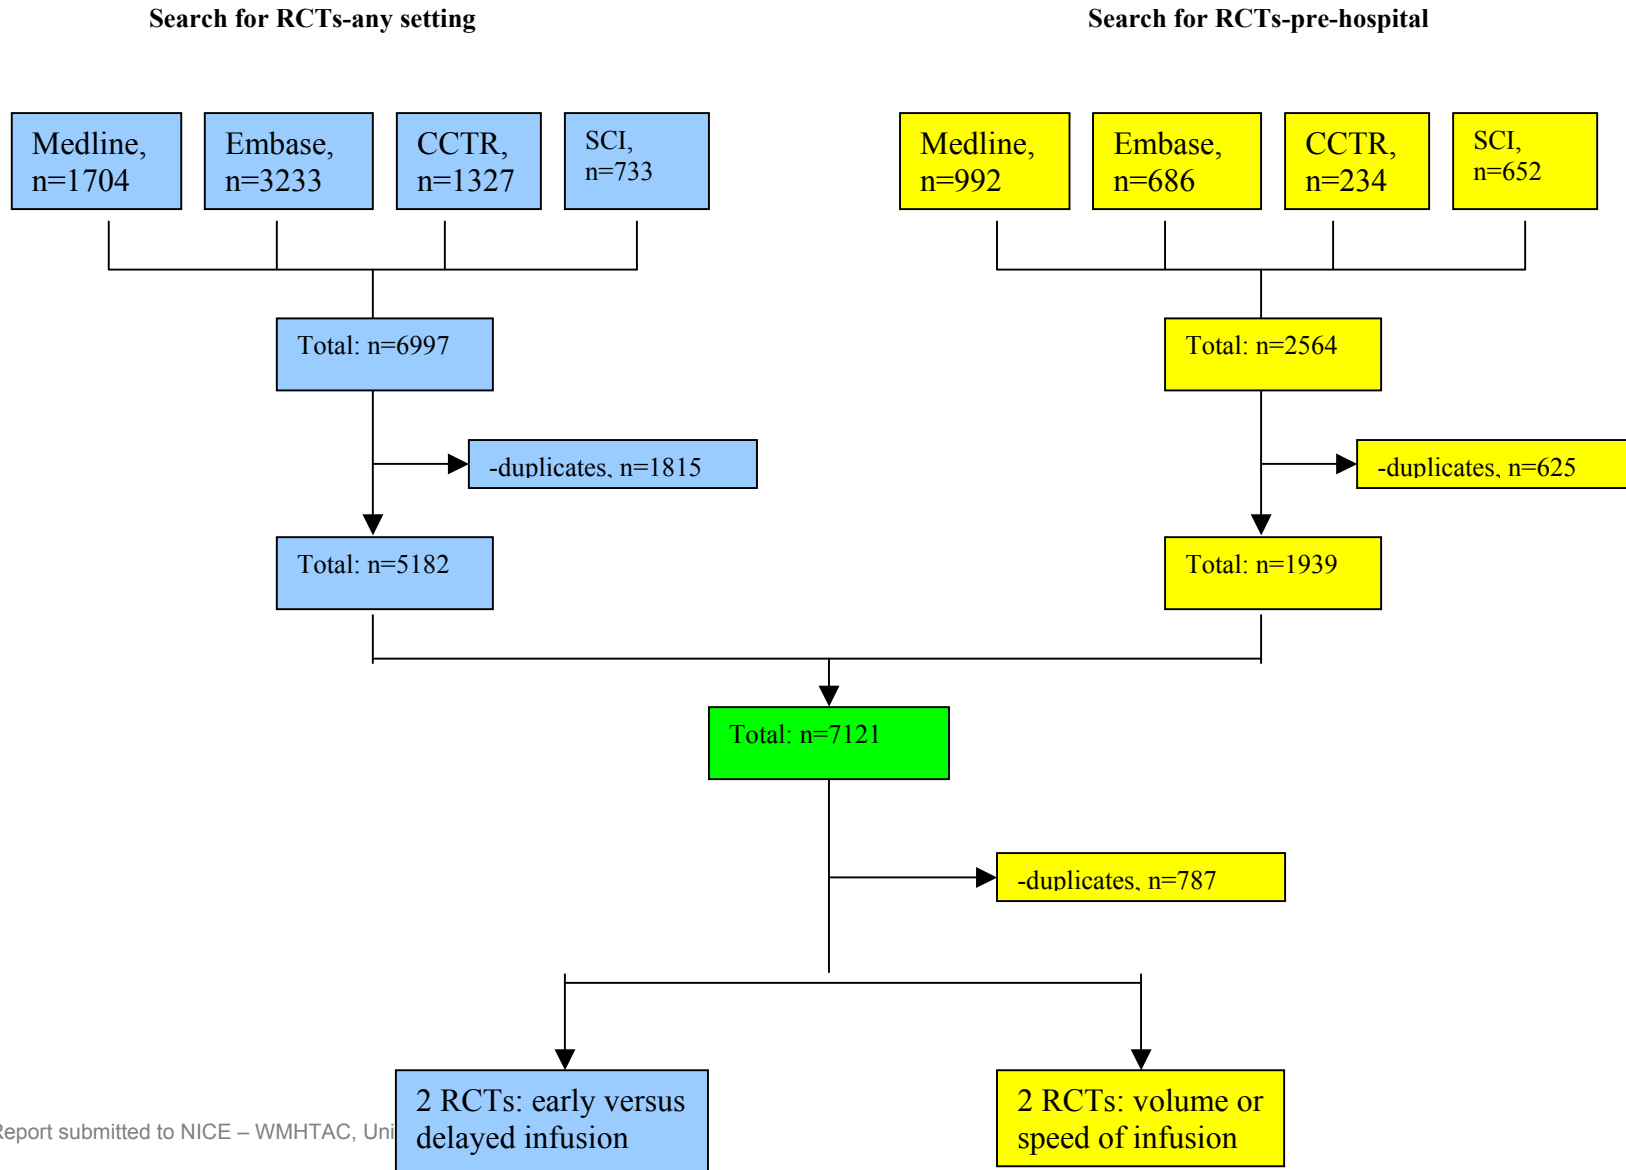 Search for RCTs-any setting
Search for RCTs-pre-hospital
Medline,
n=1704
Embase,
n=3233
CCTR,
n=1327
SCI,
n=733
Medline,
n=992
Embase,
n=686
CCTR,
n=234
SCI,
n=652
Total: n=6997
Total: n=2564
-duplicates, n=1815
-duplicates, n=625
Total: n=5182
Total: n=1939
Total: n=7121
-duplicates, n=787
2 RCTs: early versus
delayed infusion
2 RCTs: volume or
speed of infusion
Report submitted to NICE – WMHTAC, Uni